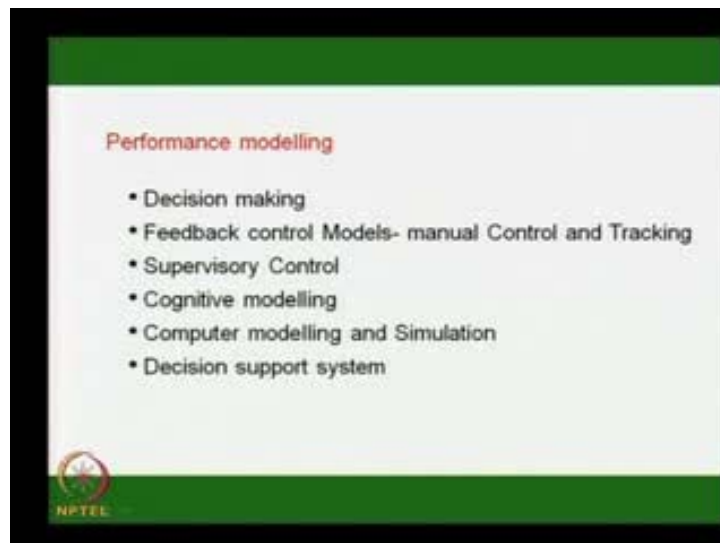 Performance modelling
• Decision making
• Feedback control Models- manual Control and Tracking
• Supervisory Control
• Cognitive modelling
• Computer modelling and Simulation
• Decision support system
NPTEL